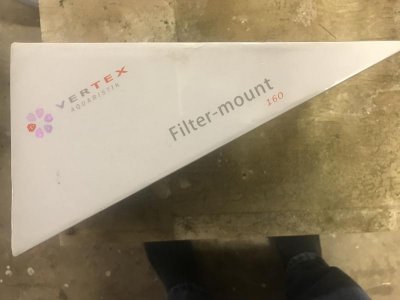 VERTEX
AQUARISTIK
Filter-mount
160